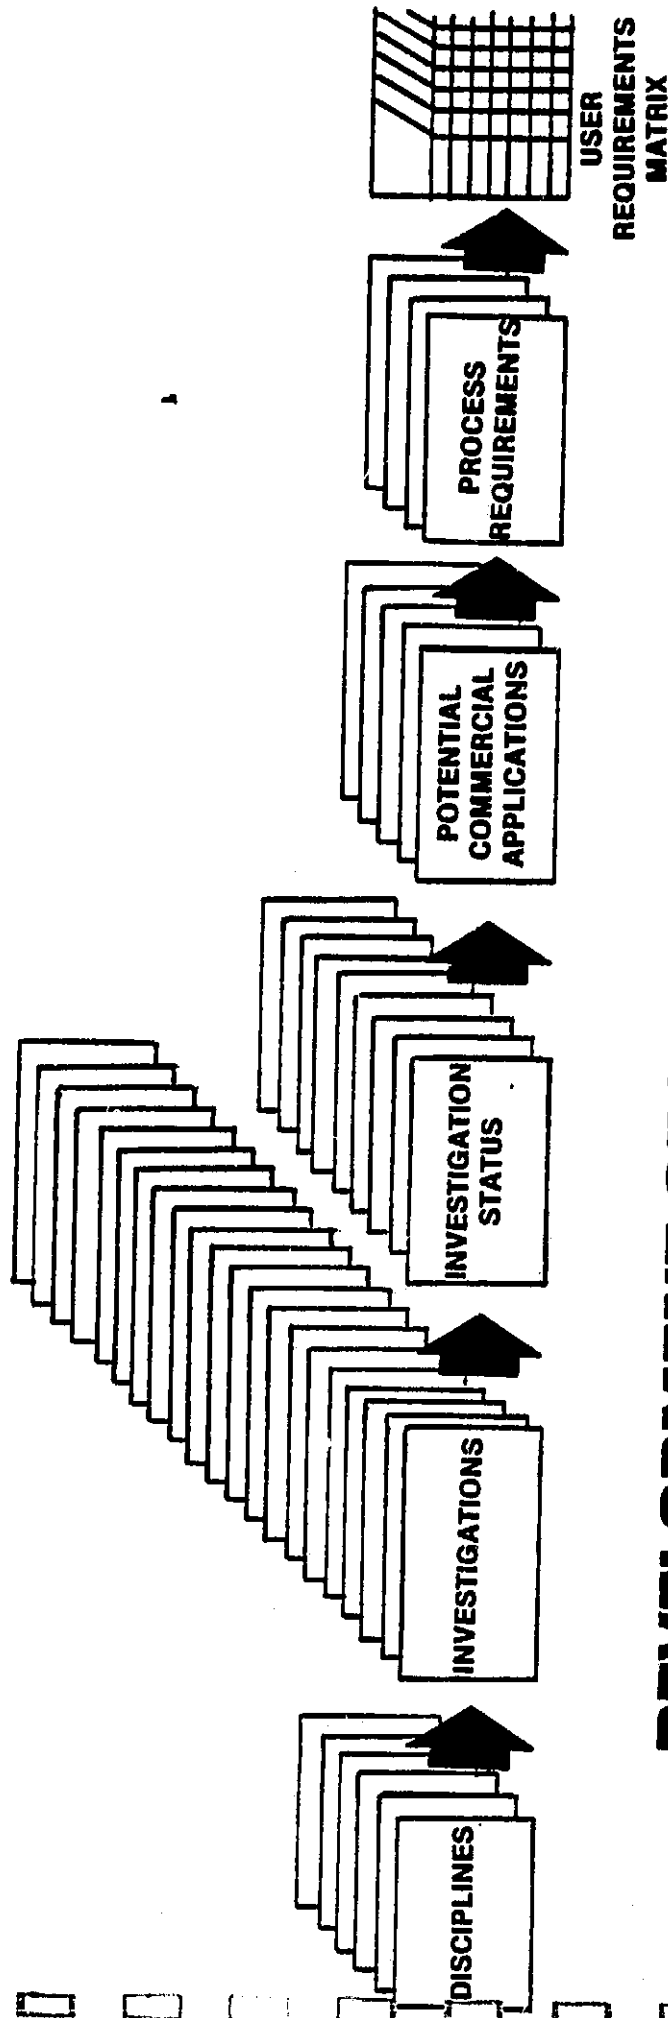 DISCIPLINES
INVESTIGATIONS
INVESTIGATION
STATUS
POTENTIAL
COMMERCIAL
APPLICATIONS
PROCESS
REQUIREMENTS
USER
REQUIREMENTS
MATRIX